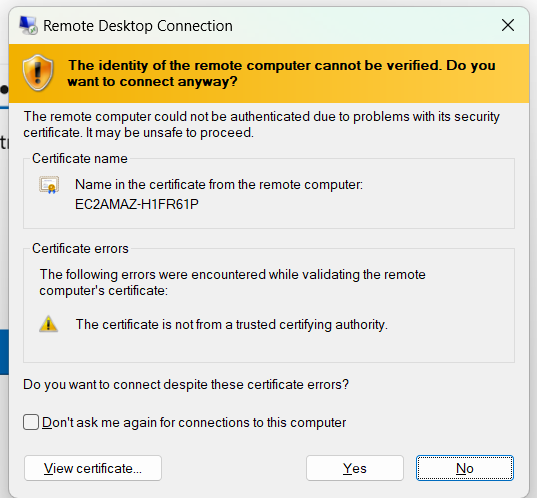 Remote Desktop Connection
The identity of the remote computer cannot be verified. Do you
want to connect anyway?
The remote computer could not be authenticated due to problems with its security
certificate. It may be unsafe to proceed.
Certificate name
Name in the certificate from the remote computer:
EC2AMAZ-H1FR61P
Certificate errors
The following errors were encountered while validating the remote
computer's certificate:
The certificate is not from a trusted certifying authority.
Do you want to connect despite these certificate errors?
Don't ask me again for connections to this computer
View certificate...
Yes
No